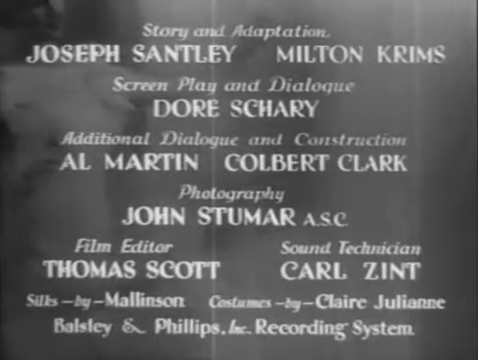 Story and Adaptation
JOSEPH SANTLEY MILTON KRIMS
Screen Play and Dialogue
DORE SCHARY
Additional Dialogue and Construction
AL MARTIN COLBERT CLARK
Photography
JOHN STUMAR A.S.C.
Film Editor Sound Technician
THOMAS SCOTT CARL ZINT
Silks —by— Mallinson Costumes —by— Claire Julianne
Balsley & Phillips, Inc. Recording System.